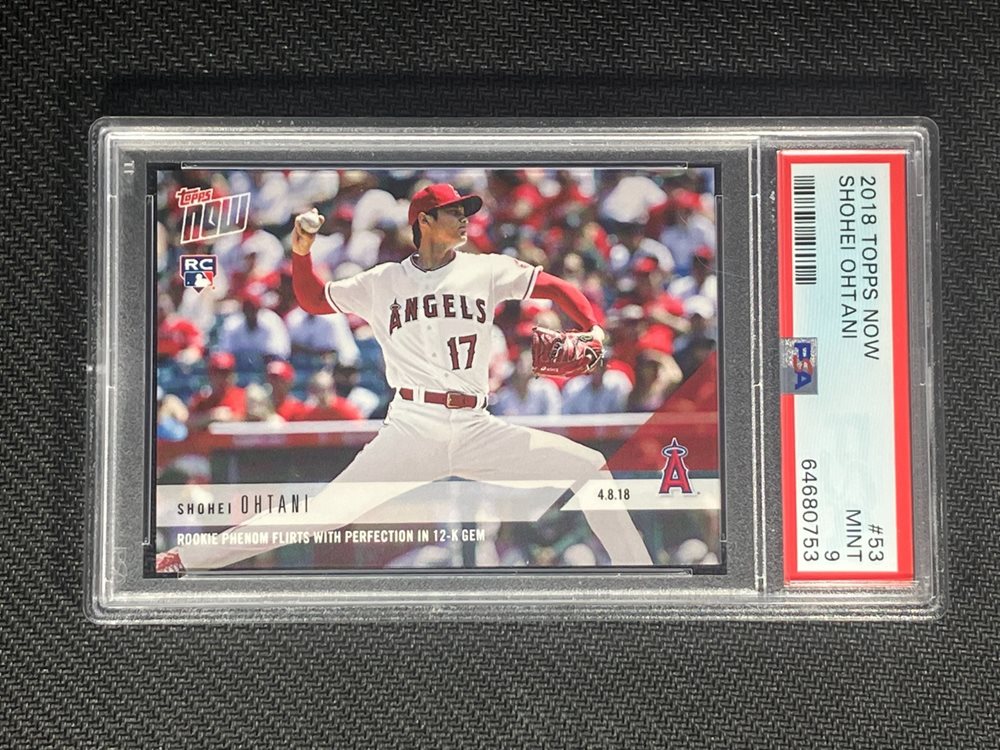 topps
NOW
RC
ANGELS
17
A
SHOHEI OHTANI
4.8.18
ROOKIE PHENOM FLIRTS WITH PERFECTION IN 12-K GEM
2018 TOPPS NOW
SHOHEI OHTANI
PSA
#53
MINT
9
64680753